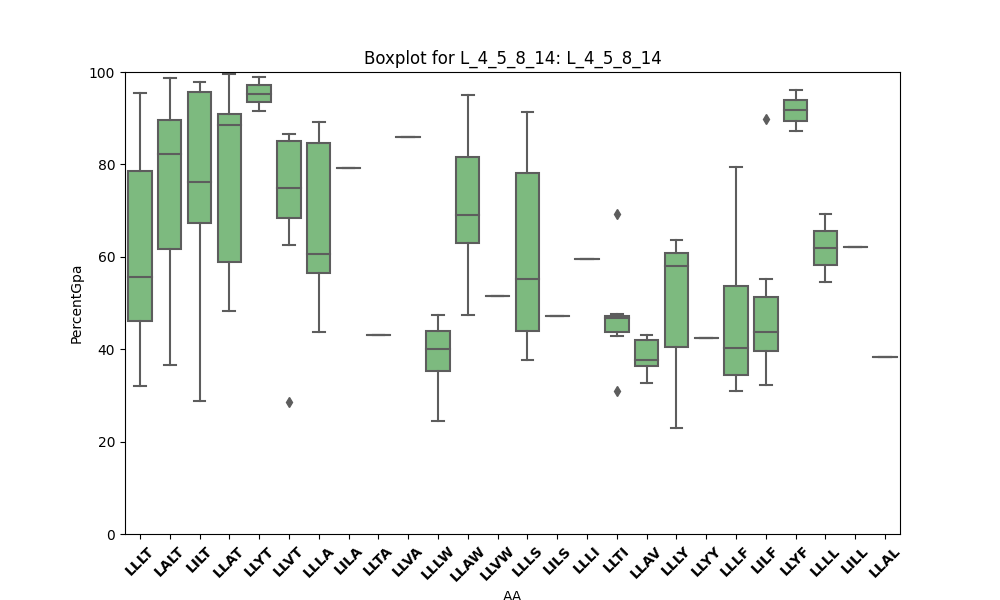 Boxplot for L_4_5_8_14: L_4_5_8_14
PercentGpa
100
80
60
40
20
0
LLLT LALT LILT LLAT LLYT LLVT LLLA LILA LLTA LLVA LLLW LLAW LLVW LLLS LILS LLLI LLTI LLAV LLLY LLYY LLLF LILF LLYF LLLL LILL LLAL
AA